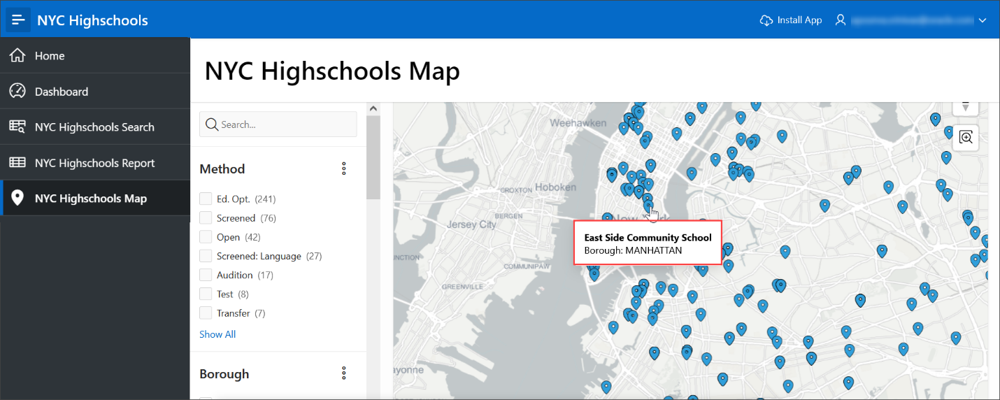 NYC Highschools
Install App
Home
Dashboard
NYC Highschools Search
NYC Highschools Report
NYC Highschools Map
NYC Highschools Map
Search...
Method
Ed. Opt. (241)
Screened (76)
Open (42)
Screened: Language (27)
Audition (17)
Test (8)
Transfer (7)
Show All
Borough
Weehawken
CROXTON
Hoboken
BERGEN
Jersey City
New York
East Side Community School
Borough: MANHATTAN
UNCTION
COMMUNIPAW
GREENVILLE
ayonne